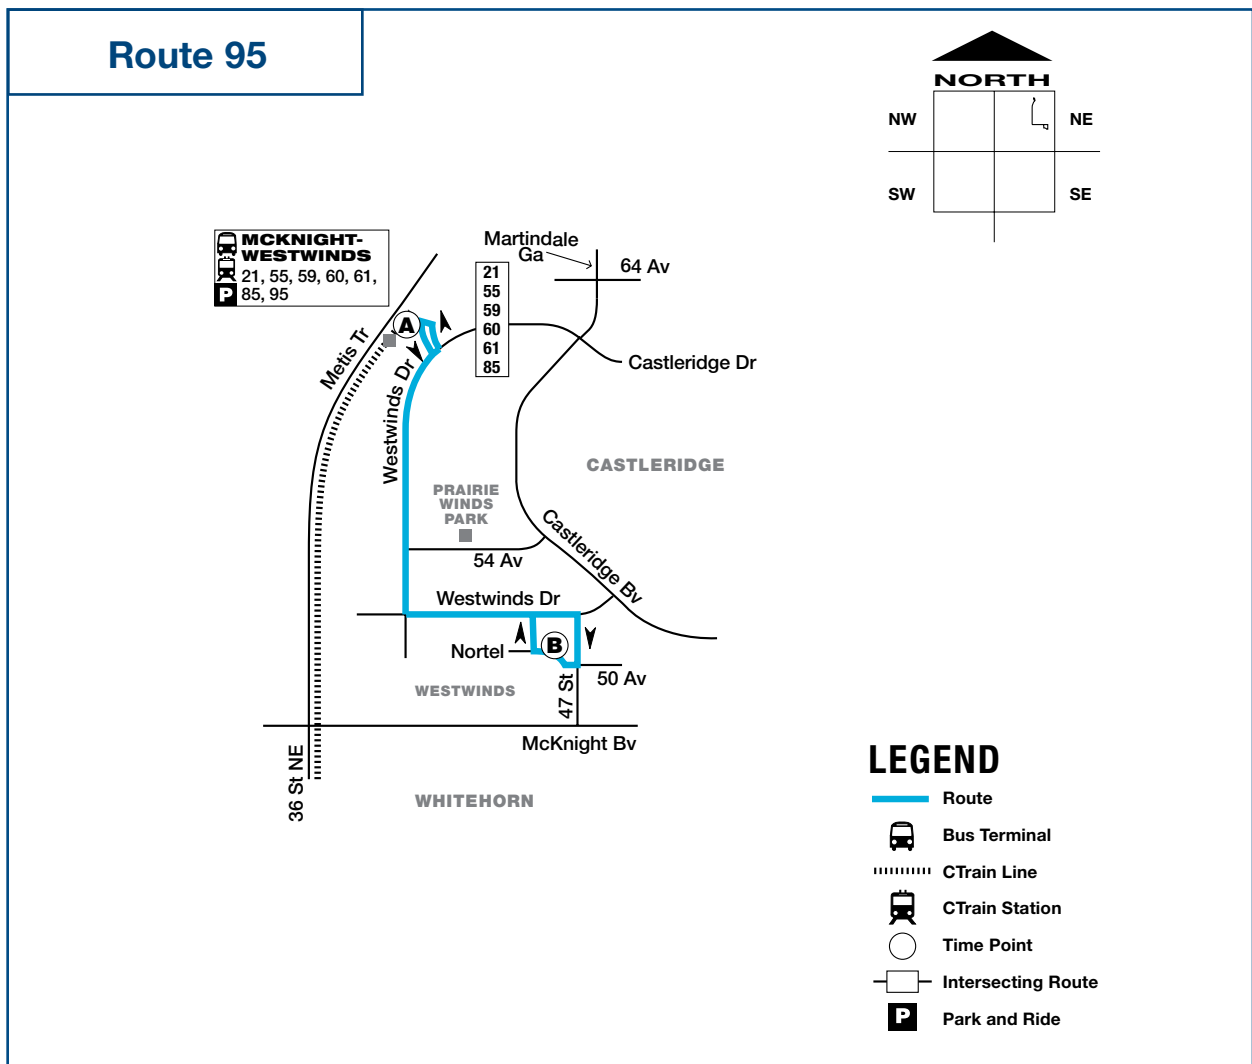 Route 95
NORTH
NW
NE
SW
SE
MCKNIGHT-
WESTWINDS
21, 55, 59, 60, 61,
P
85, 95
Martindale
Ga
64 Av
21
55
59
60
61
85
A
Metis Tr
Westwinds Dr
Castleridge Dr
CASTLERIDGE
PRAIRIE
WINDS
PARK
54 Av
Castleridge Bv
Westwinds Dr
Nortel
B
50 Av
WESTWINDS
47 St
McKnight Bv
36 St NE
WHITEHORN
LEGEND
Route
Bus Terminal
CTrain Line
CTrain Station
Time Point
Intersecting Route
P Park and Ride